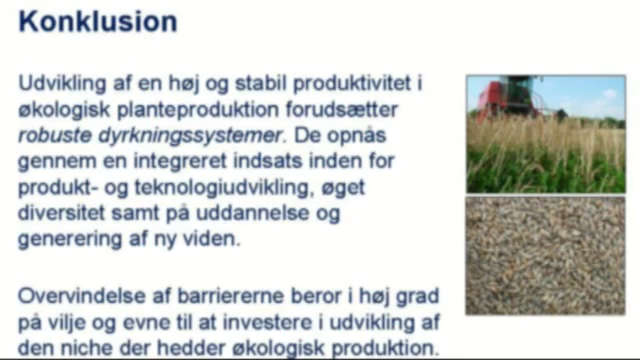 Konklusion
Udvikling af en høj og stabil produktivitet i
økologisk planteproduktion forudsætter
robuste dyrkningssystemer. De opnås
gennem en integreret indsats inden for
produkt- og teknologiudvikling, øget
diversitet samt på uddannelse og
generering af ny viden.
Overvindelse af barriererne beror i høj grad
på vilje og evne til at investere i udvikling af
den niche der hedder økologisk produktion.